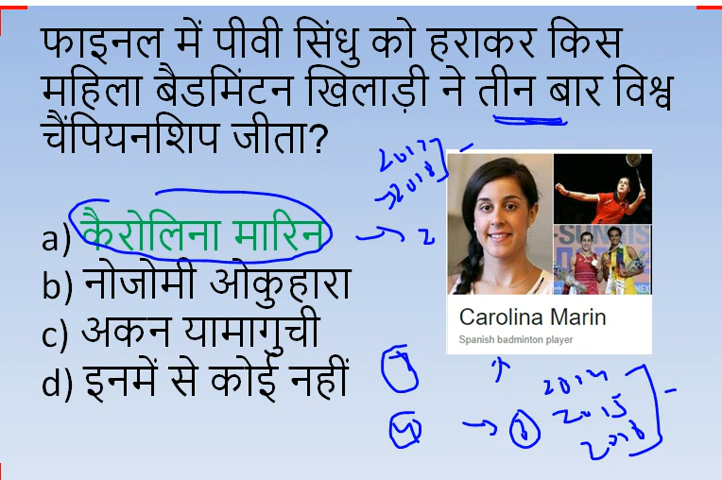 फाइनल में पीवी सिंधु को हराकर किस
महिला बैडमिंटन खिलाड़ी ने तीन बार विश्व
चैंपियनशिप जीता?
2017
2018
a) कैरोलिना मारिन
2
b) नोजोमी ओकुहारा
c) अकन यामागुची
d) इनमें से कोई नहीं
Carolina Marin
Spanish badminton player
2014
2015
2018